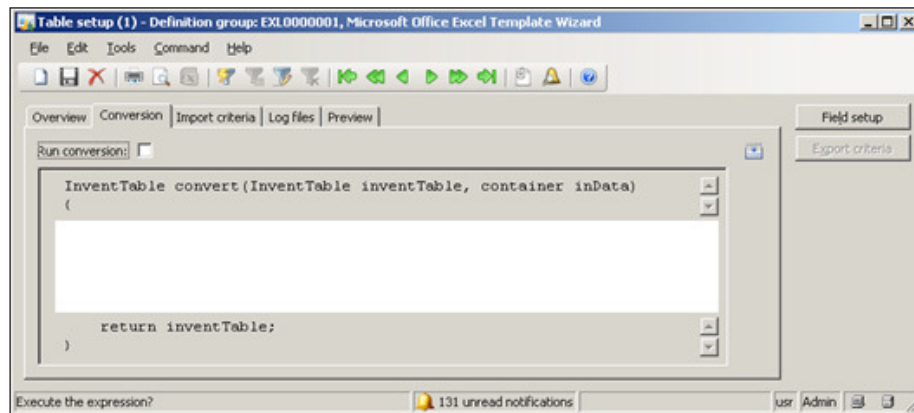 Table setup (1) - Definition group: EXL0000001, Microsoft Office Excel Template Wizard
File Edit Tools Command Help
Overview Conversion Import criteria Log files Preview
Field setup
Run conversion:
Export criteria
InventTable convert(InventTable inventTable, container inData)
{
return inventTable;
}
Execute the expression?
131 unread notifications
usr Admin